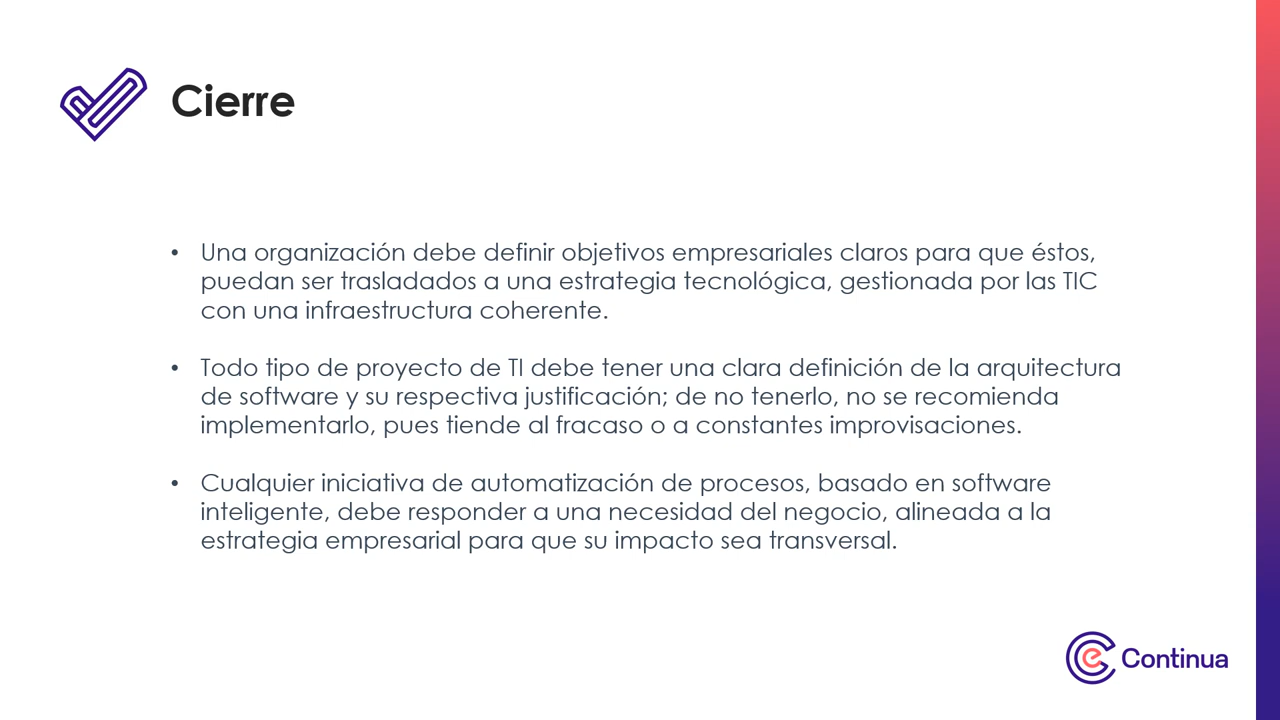 Cierre
• Una organización debe definir objetivos empresariales claros para que éstos,
puedan ser trasladados a una estrategia tecnológica, gestionada por las TIC
con una infraestructura coherente.
• Todo tipo de proyecto de TI debe tener una clara definición de la arquitectura
de software y su respectiva justificación; de no tenerlo, no se recomienda
implementarlo, pues tiende al fracaso o a constantes improvisaciones.
• Cualquier iniciativa de automatización de procesos, basado en software
inteligente, debe responder a una necesidad del negocio, alineada a la
estrategia empresarial para que su impacto sea transversal.
Continua